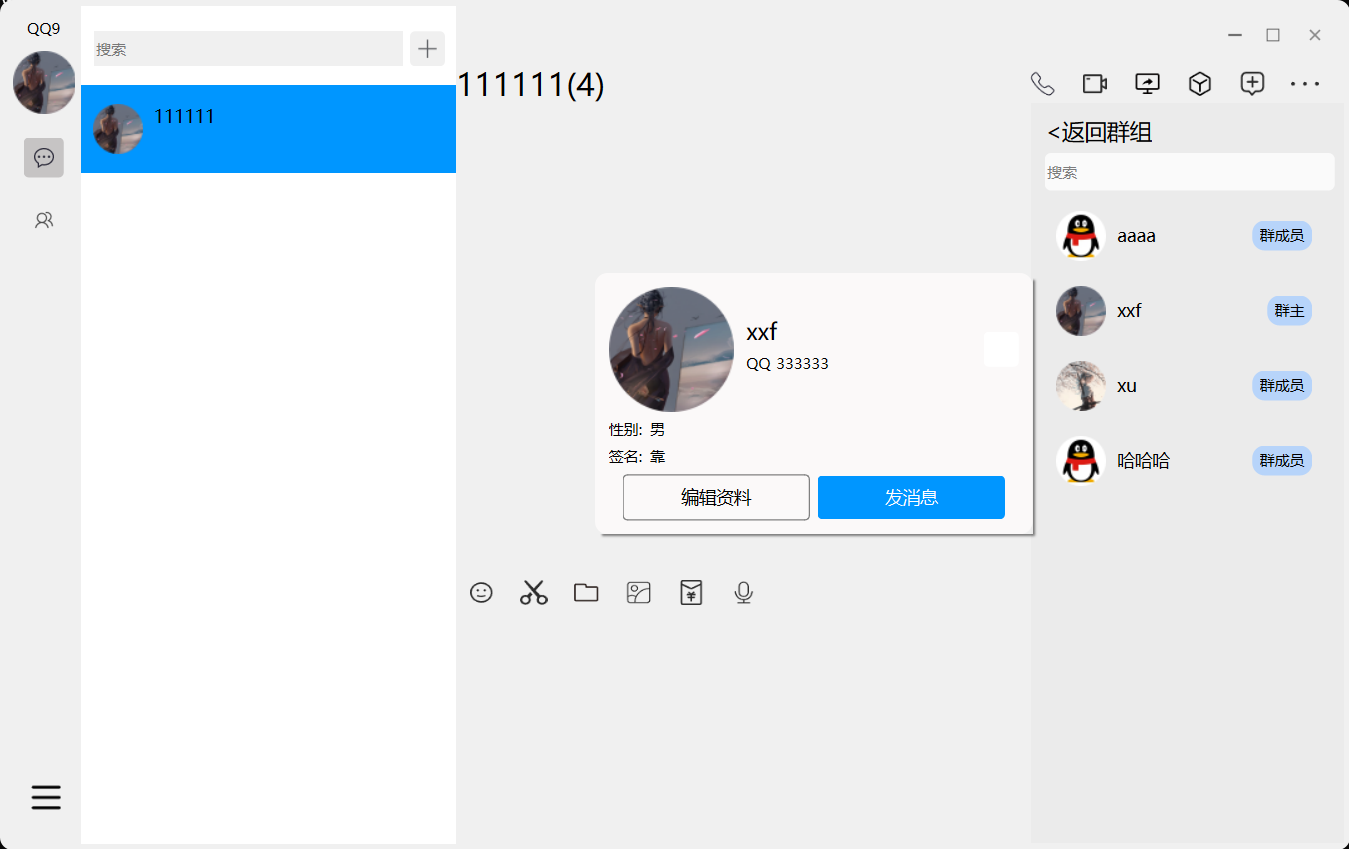 QQ9
搜索
111111
111111(4)
<返回群组
搜索
aaaa 群成员
xxf 群主
xu 群成员
哈哈哈 群成员
xxf
QQ 333333
性别: 男
签名: 靠
编辑资料 发消息